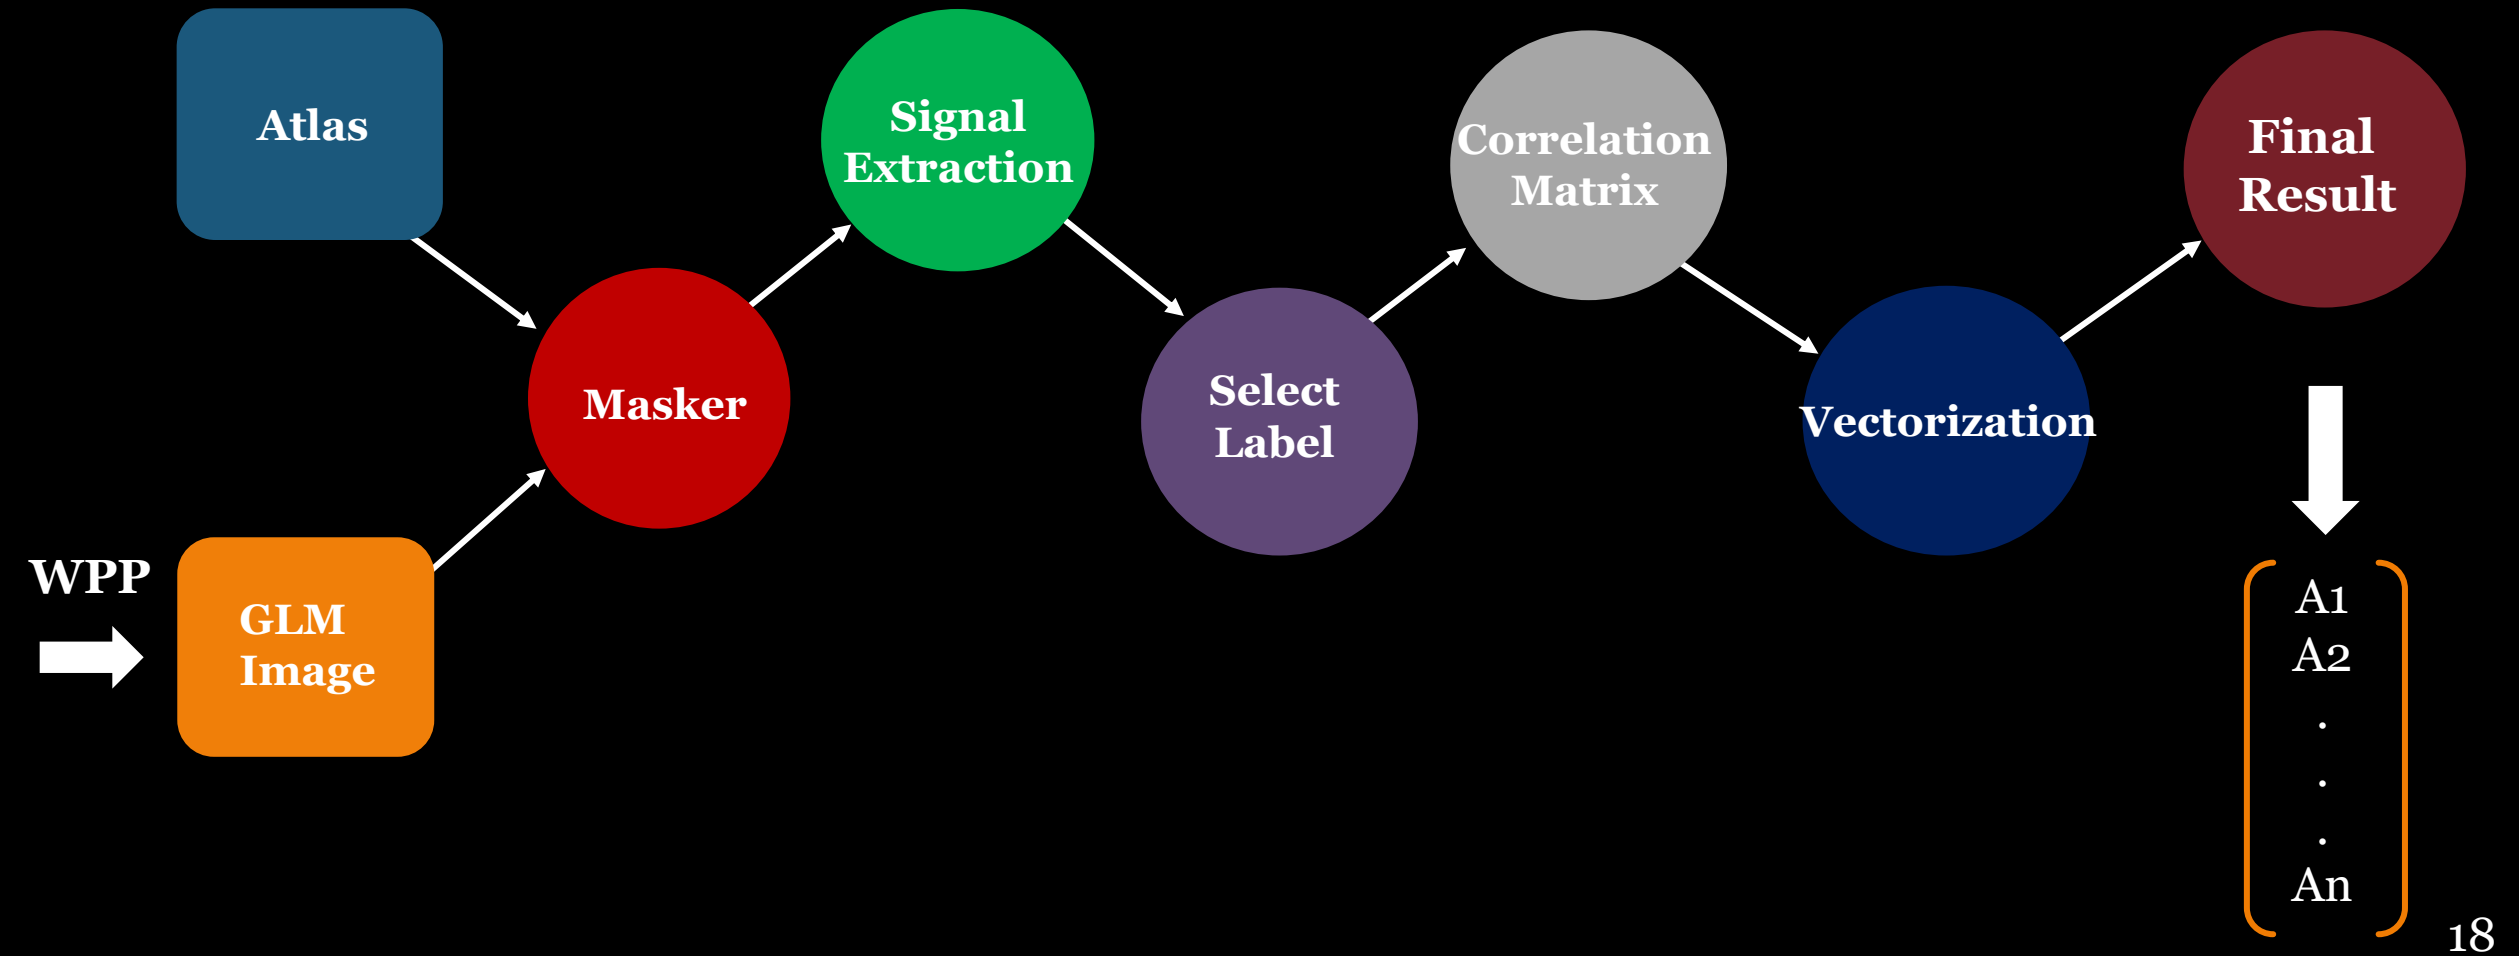 Atlas
Signal
Extraction
Correlation
Matrix
Final
Result
Masker
Select
Label
Vectorization
WPP
GLM
Image
A1
A2
.
.
.
An
18